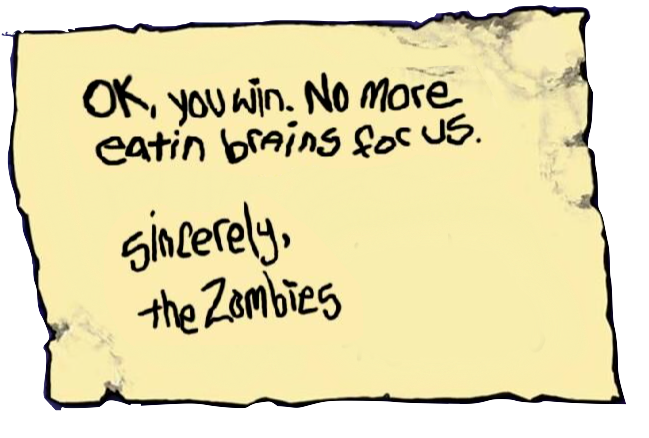 OK, you win. No more
eatin brains for us.
sincerely,
the Zombies